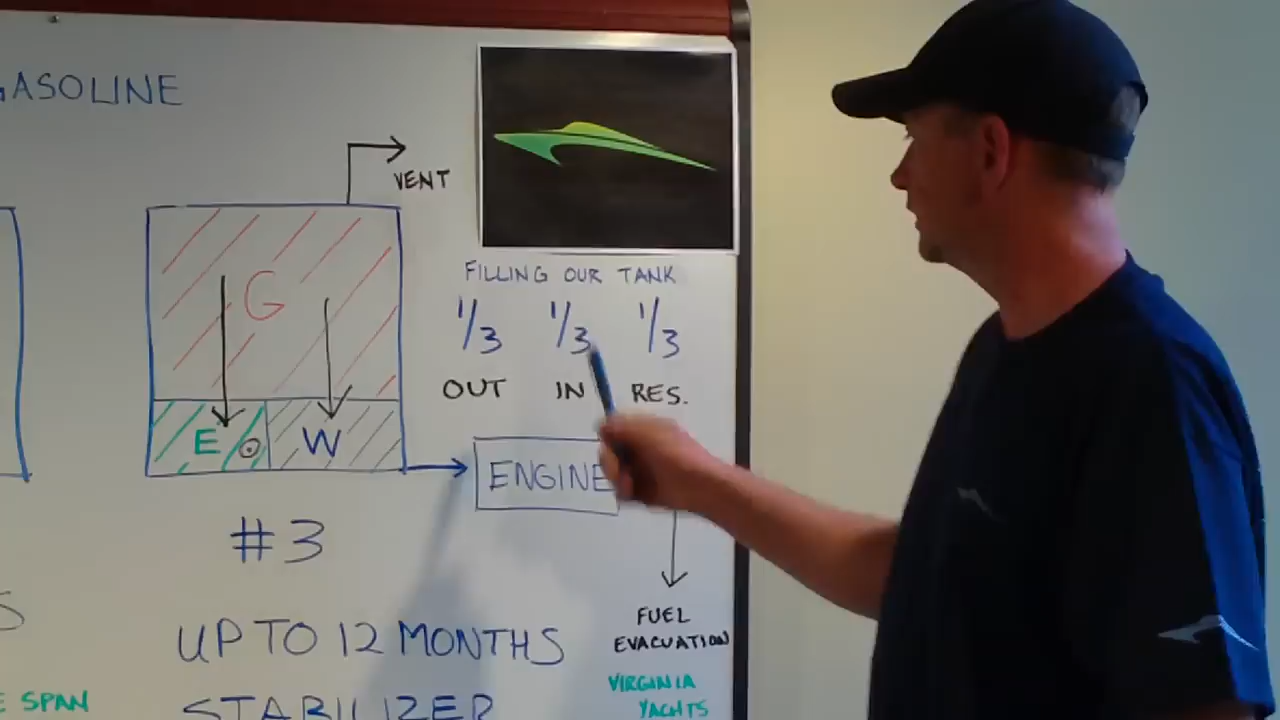 GASOLINE
VENT
FILLING OUR TANK
1/3 1/3 1/3
OUT IN RES.
G
E W
ENGINE
#3
UP TO 12 MONTHS
STABILIZER
FUEL
EVACUATION
VIRGINIA
YACHTS
SPAN